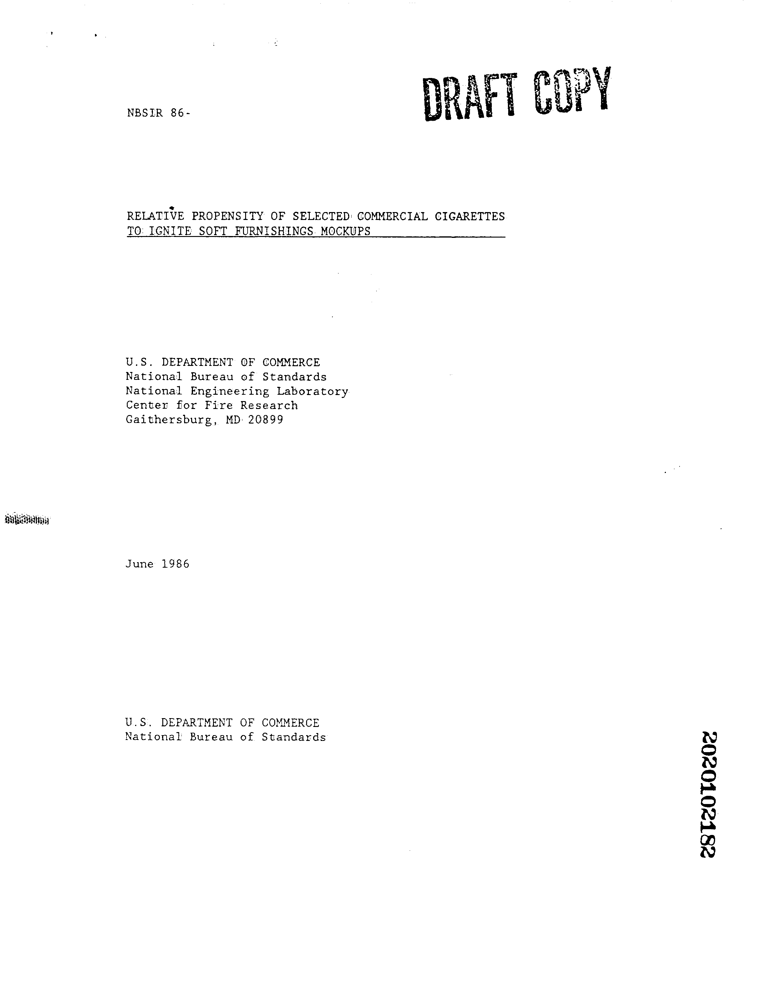 DRAFT COPY
NBSIR 86-
RELATIVE PROPENSITY OF SELECTED COMMERCIAL CIGARETTES
TO IGNITE SOFT FURNISHINGS MOCKUPS
U.S. DEPARTMENT OF COMMERCE
National Bureau of Standards
National Engineering Laboratory
Center for Fire Research
Gaithersburg, MD 20899
June 1986
U.S. DEPARTMENT OF COMMERCE
National Bureau of Standards
2020102182